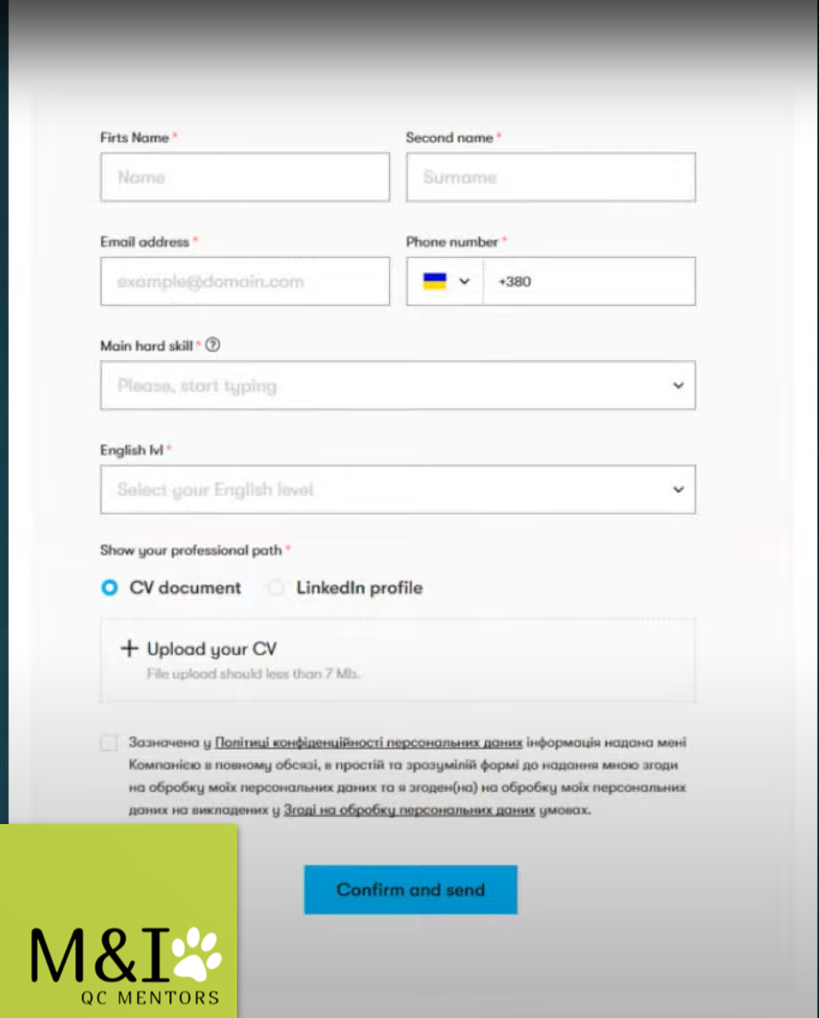 Firts Name *
Second name *
Name
Surname
Email address *
Phone number *
example@domain.com
+380
Main hard skill * ?
Please, start typing
English lvl *
Select your English level
Show your professional path *
CV document
LinkedIn profile
+ Upload your CV
File upload should less than 7 Mb.
Зазначена у Політиці конфіденційності персональних даних інформація надана мені
Компанією в повному обсязі, в простій та зрозумілій формі до надання мною згоди
на обробку моїх персональних даних та я згоден(на) на обробку моїх персональних
даних на викладених у Згоді на обробку персональних даних умовах.
Confirm and send
M&I
QC MENTORS